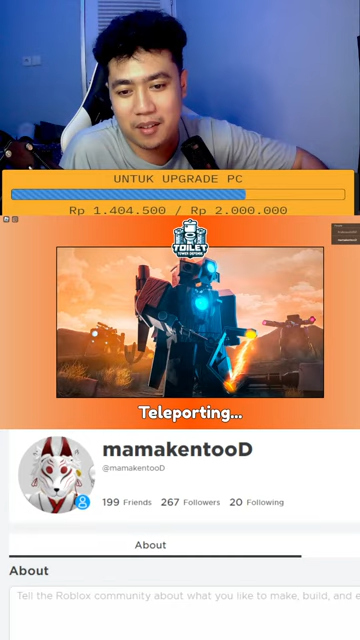 UNTUK UPGRADE PC
Rp 1.404.500 / Rp 2.000.000
TOILET
TOWER DEFENSE
Teleporting...
mamakentooD
@mamakentooD
199 Friends 267 Followers 20 Following
About
About
Tell the Roblox community about what you like to make, build, and e